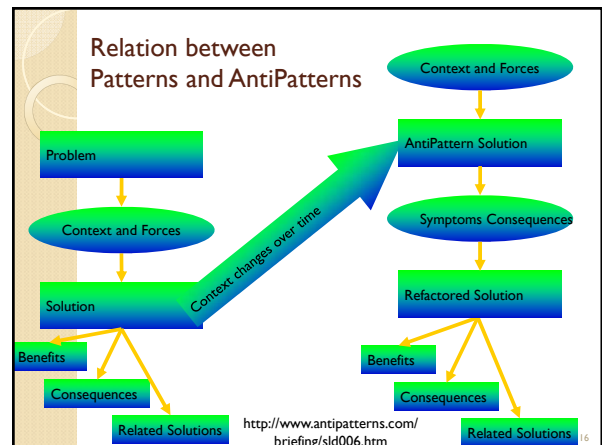 Relation between
Patterns and AntiPatterns
Problem
Context and Forces
Solution
Benefits
Consequences
Related Solutions
Context changes over time
Context and Forces
AntiPattern Solution
Symptoms Consequences
Refactored Solution
Benefits
Consequences
Related Solutions
http://www.antipatterns.com/
briefing/sld006.htm
16